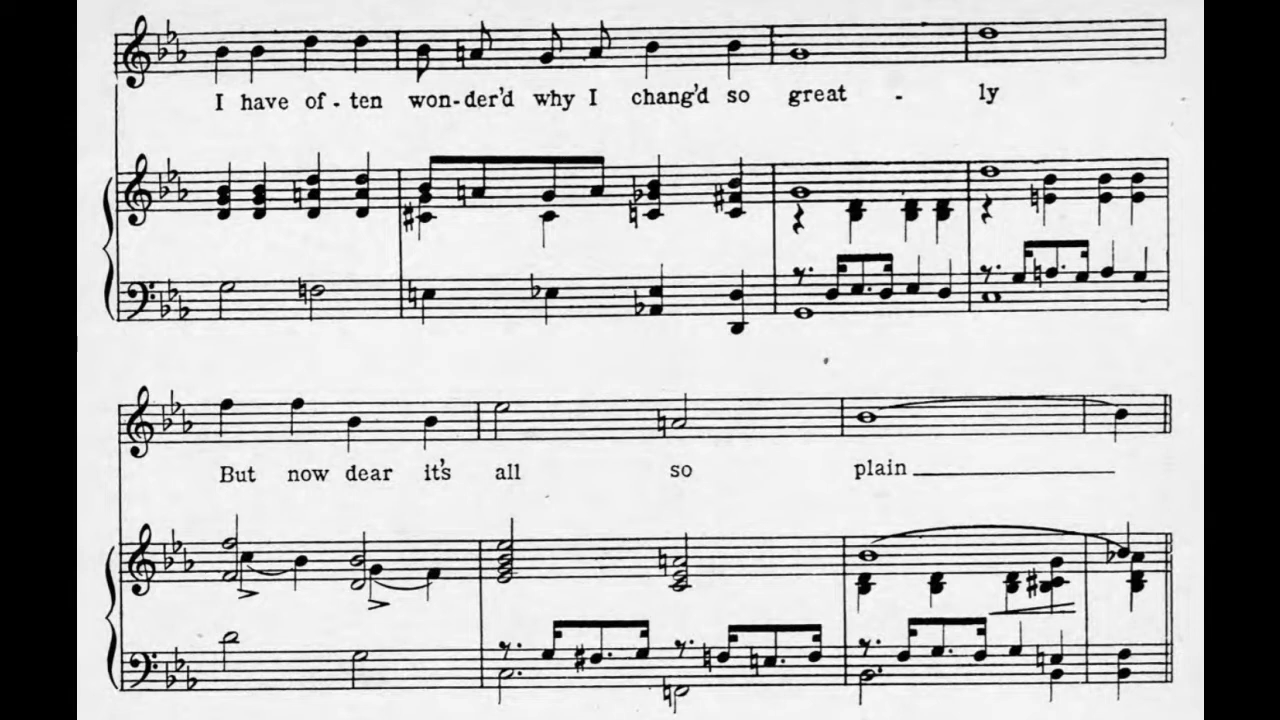 I have of - ten won-der'd why I chang'd so great - ly
But now dear it's all so plain